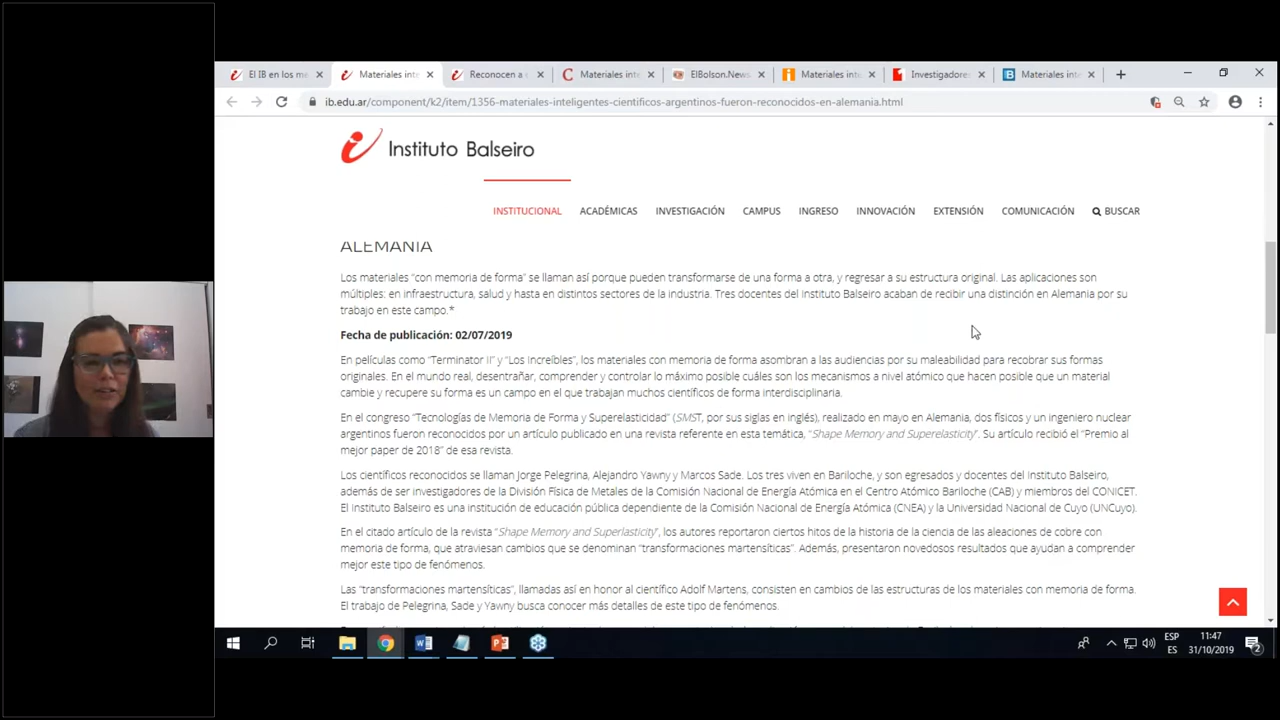 El IB en los me
Materiales inte
Reconocen a
Materiales inte
ElBolson.News
Materiales inte
Investigadores
Materiales inte
ib.edu.ar/component/k2/item/1356-materiales-inteligentes-cientificos-argentinos-fueron-reconocidos-en-alemania.html
Instituto Balseiro
INSTITUCIONAL ACADÉMICAS INVESTIGACIÓN CAMPUS INGRESO INNOVACIÓN EXTENSIÓN COMUNICACIÓN BUSCAR
ALEMANIA
Los materiales "con memoria de forma" se llaman así porque pueden transformarse de una forma a otra, y regresar a su estructura original. Las aplicaciones son
múltiples: en infraestructura, salud y hasta en distintos sectores de la industria. Tres docentes del Instituto Balseiro acaban de recibir una distinción en Alemania por su
trabajo en este campo.*
Fecha de publicación: 02/07/2019
En películas como "Terminator II" y "Los increíbles", los materiales con memoria de forma asombran a las audiencias por su maleabilidad para recobrar sus formas
originales. En el mundo real, desentrañar, comprender y controlar lo máximo posible cuáles son los mecanismos a nivel atómico que hacen posible que un material
cambie y recupere su forma es un campo en el que trabajan muchos científicos de forma interdisciplinaria.
En el congreso "Tecnologías de Memoria de Forma y Superelasticidad" (SMST, por sus siglas en inglés), realizado en mayo en Alemania, dos físicos y un ingeniero nuclear
argentinos fueron reconocidos por un artículo publicado en una revista referente en esta temática, "Shape Memory and Superelasticity". Su artículo recibió el "Premio al
mejor paper de 2018" de esa revista.
Los científicos reconocidos se llaman Jorge Pelegrina, Alejandro Yawny y Marcos Sade. Los tres viven en Bariloche, y son egresados y docentes del Instituto Balseiro,
además de ser investigadores de la División Física de Metales de la Comisión Nacional de Energía Atómica en el Centro Atómico Bariloche (CAB) y miembros del CONICET.
El Instituto Balseiro es una institución de educación pública dependiente de la Comisión Nacional de Energía Atómica (CNEA) y la Universidad Nacional de Cuyo (UNCuyo).
En el citado artículo de la revista "Shape Memory and Superlasticity", los autores reportaron ciertos hitos de la historia de la ciencia de las aleaciones de cobre con
memoria de forma, que atraviesan cambios que se denominan "transformaciones martensíticas". Además, presentaron novedosos resultados que ayudan a comprender
mejor este tipo de fenómenos.
Las "transformaciones martensíticas", llamadas así en honor al científico Adolf Martens, consisten en cambios de las estructuras de los materiales con memoria de forma.
El trabajo de Pelegrina, Sade y Yawny busca conocer más detalles de este tipo de fenómenos.
ESP
ES
11:47
31/10/2019
2